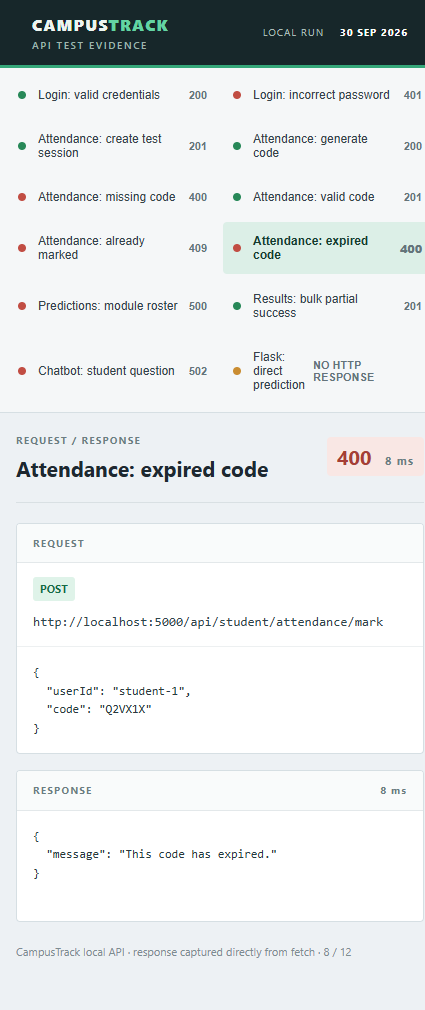 CAMPUSTRACK
API TEST EVIDENCE
LOCAL RUN 30 SEP 2026
Login: valid credentials 200
Login: incorrect password 401
Attendance: create test
session 201
Attendance: generate
code 200
Attendance: missing code 400
Attendance: valid code 201
Attendance: already
marked 409
Attendance: expired
code 400
Predictions: module roster 500
Results: bulk partial
success 201
Chatbot: student question 502
Flask:
direct
prediction
NO HTTP
RESPONSE
REQUEST / RESPONSE
Attendance: expired code
400 8 ms
REQUEST
POST
http://localhost:5000/api/student/attendance/mark
{
"userId": "student-1",
"code": "Q2VX1X"
}
RESPONSE 8 ms
{
"message": "This code has expired."
}
CampusTrack local API · response captured directly from fetch · 8 / 12